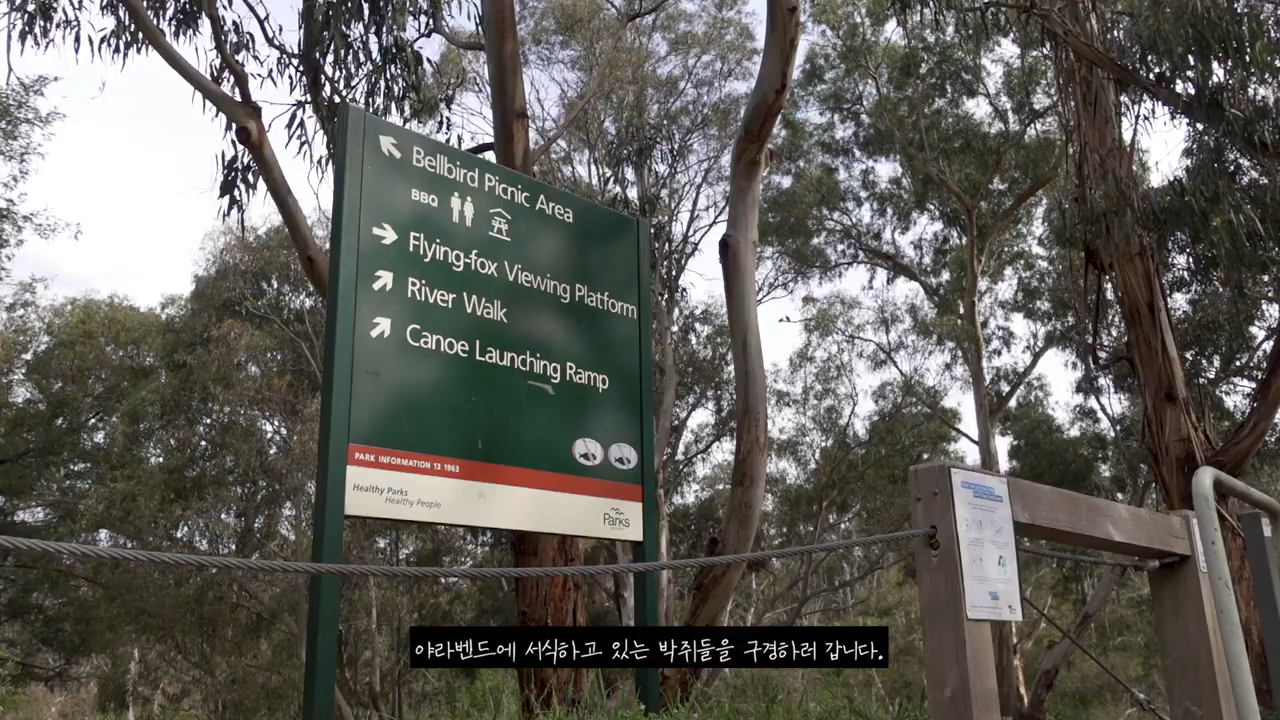 Bellbird Picnic Area
BBQ
Flying-fox Viewing Platform
River Walk
Canoe Launching Ramp
PARK INFORMATION 13 1963
Healthy Parks
Healthy People
Parks
야라벤드에 서식하고 있는 박쥐들을 구경하러 갑니다.